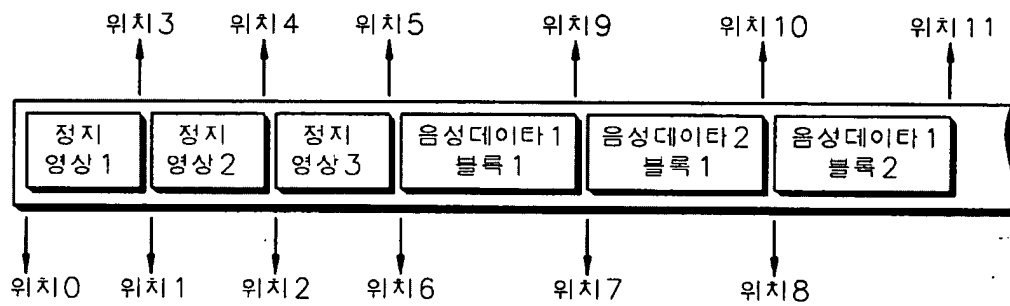 위치3 위치4 위치5 위치9 위치10 위치11
정지 영상1
정지 영상2
정지 영상3
음성데이타1 블륵1
음성데이타2 블록1
음성데이타1 블륵2
위치0 위치1 위치2 위치6 위치7 위치8